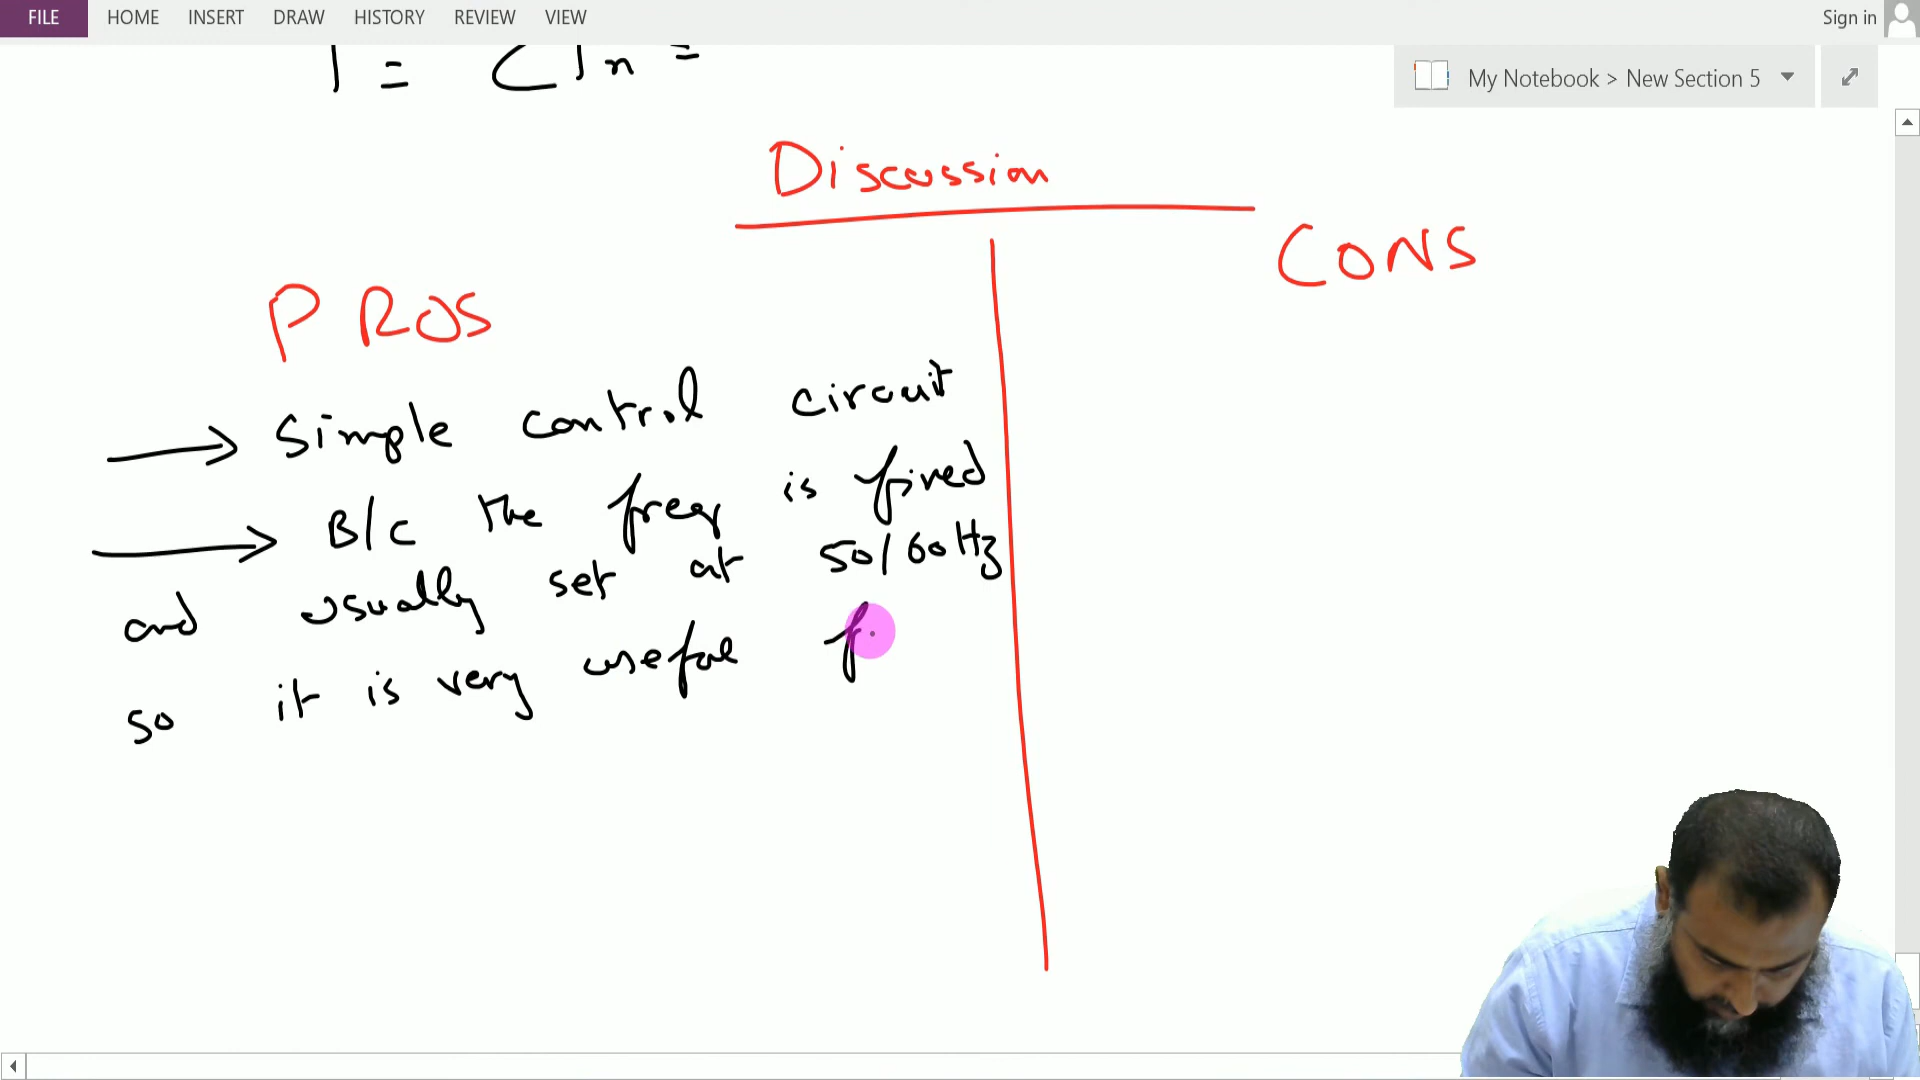 FILE HOME INSERT DRAW HISTORY REVIEW VIEW Sign in
My Notebook > New Section 5
Discussion
PROS
CONS
Simple control circuit
B/C the freq is fixed
and usually set at 50/60Hz
so it is very useful